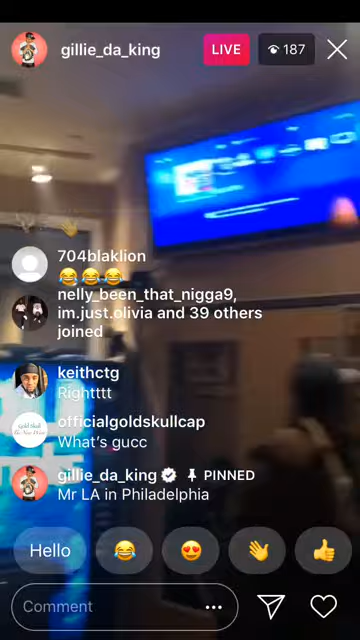 gillie_da_king
LIVE
187
704blaklion
😂😂😂
nelly_been_that_nigga9,
im.just.olivia and 39 others
joined
keithctg
Rightttt
officialgoldskullcap
What's gucc
gillie_da_king PINNED
Mr LA in Philadelphia
Hello
Comment